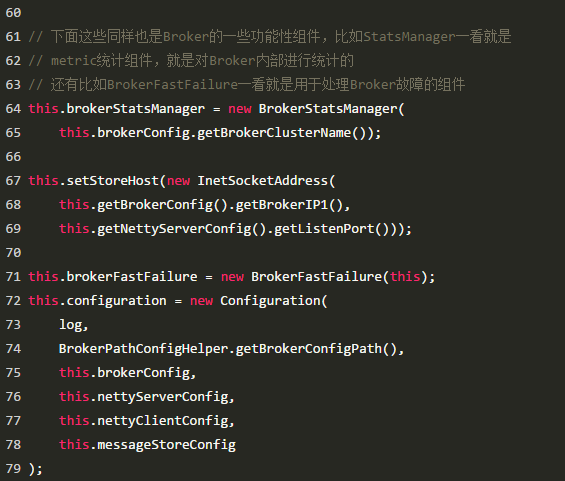 60
61 // 下面这些同样也是Broker的一些功能性组件，比如StatsManager一看就是
62 // metric统计组件，就是对Broker内部进行统计的
63 // 还有比如BrokerFastFailure一看就是用于处理Broker故障的组件
64 this.brokerStatsManager = new BrokerStatsManager(
65     this.brokerConfig.getBrokerClusterName());
66
67 this.setStoreHost(new InetSocketAddress(
68     this.getBrokerConfig().getBrokerIP1(),
69     this.getNettyServerConfig().getListenPort()));
70
71 this.brokerFastFailure = new BrokerFastFailure(this);
72 this.configuration = new Configuration(
73     log,
74     BrokerPathConfigHelper.getBrokerConfigPath(),
75     this.brokerConfig,
76     this.nettyServerConfig,
77     this.nettyClientConfig,
78     this.messageStoreConfig
79 );